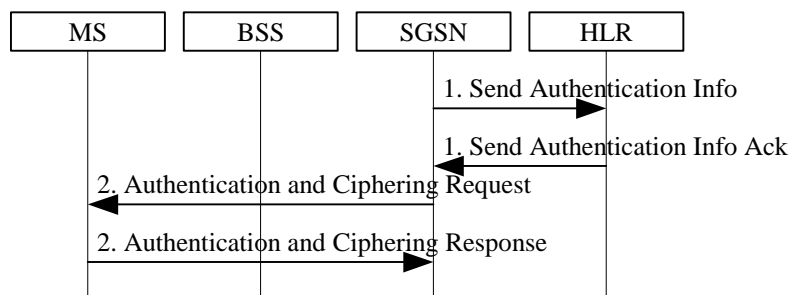 MS BSS SGSN HLR
1. Send Authentication Info
1. Send Authentication Info Ack
2. Authentication and Ciphering Request
2. Authentication and Ciphering Response